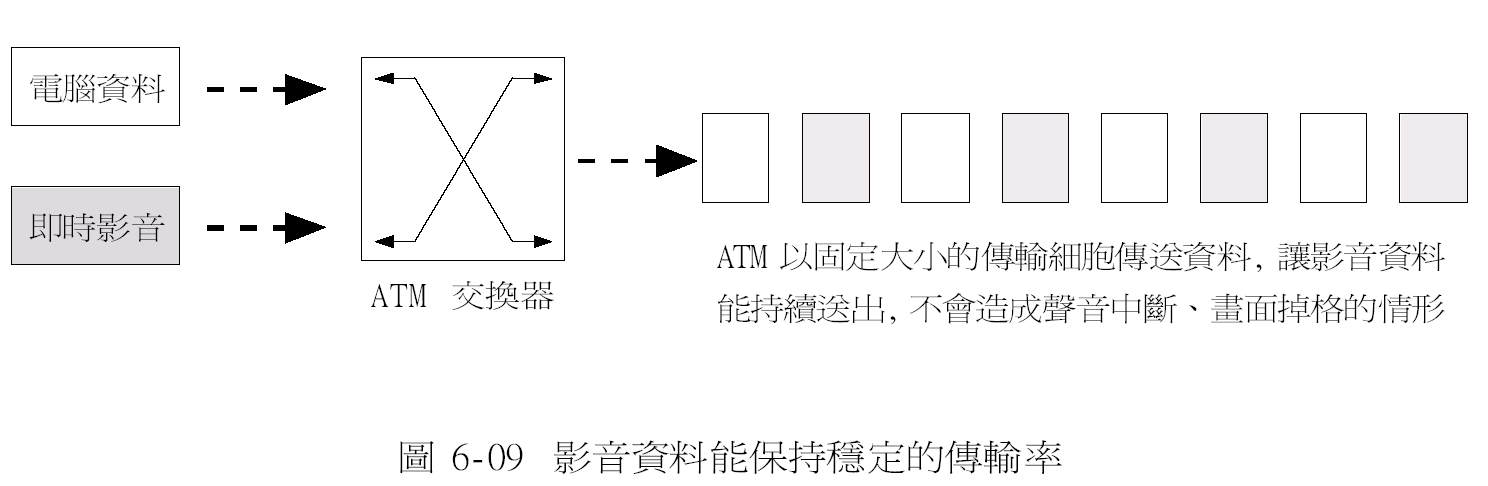 電腦資料
即時影音
ATM 交換器
ATM 以固定大小的傳輸細胞傳送資料, 讓影音資料
能持續送出, 不會造成聲音中斷、畫面掉格的情形
圖 6-09 影音資料能保持穩定的傳輸率